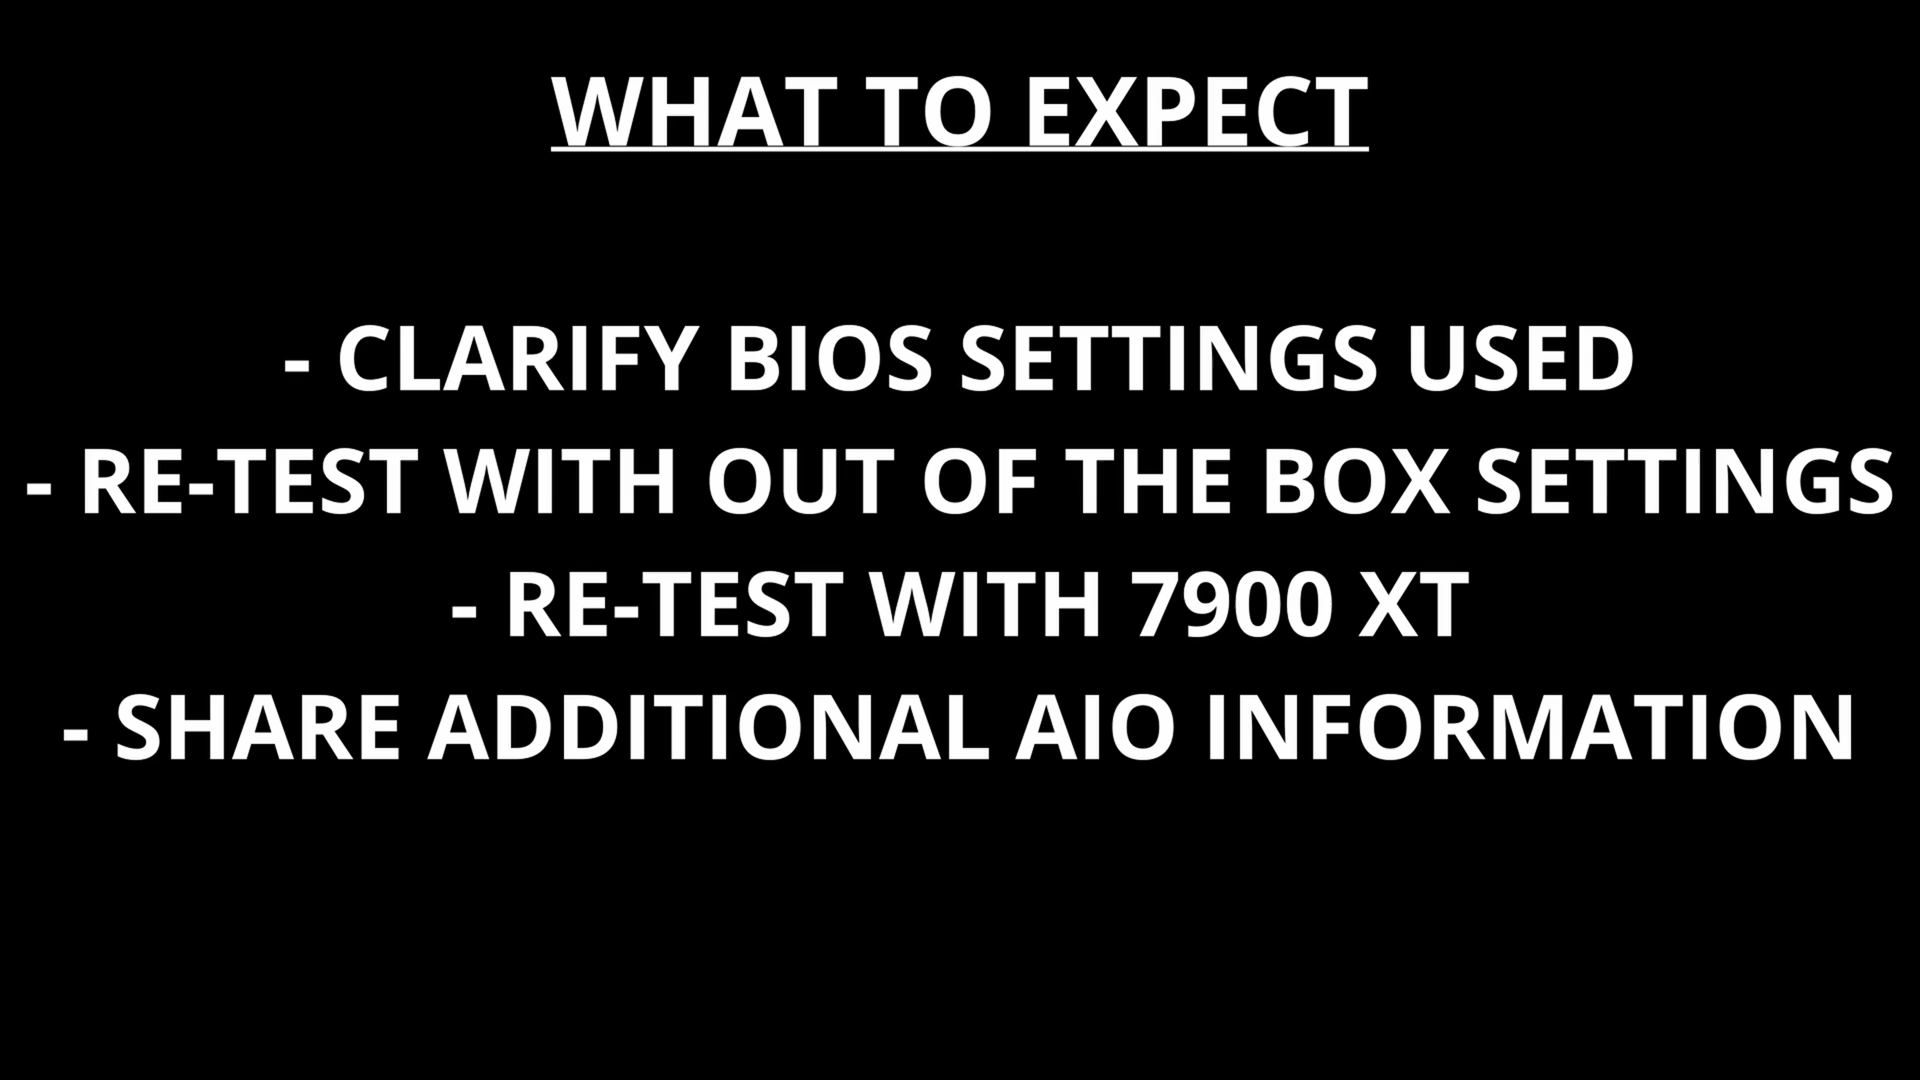 WHAT TO EXPECT
- CLARIFY BIOS SETTINGS USED
- RE-TEST WITH OUT OF THE BOX SETTINGS
- RE-TEST WITH 7900 XT
- SHARE ADDITIONAL AIO INFORMATION